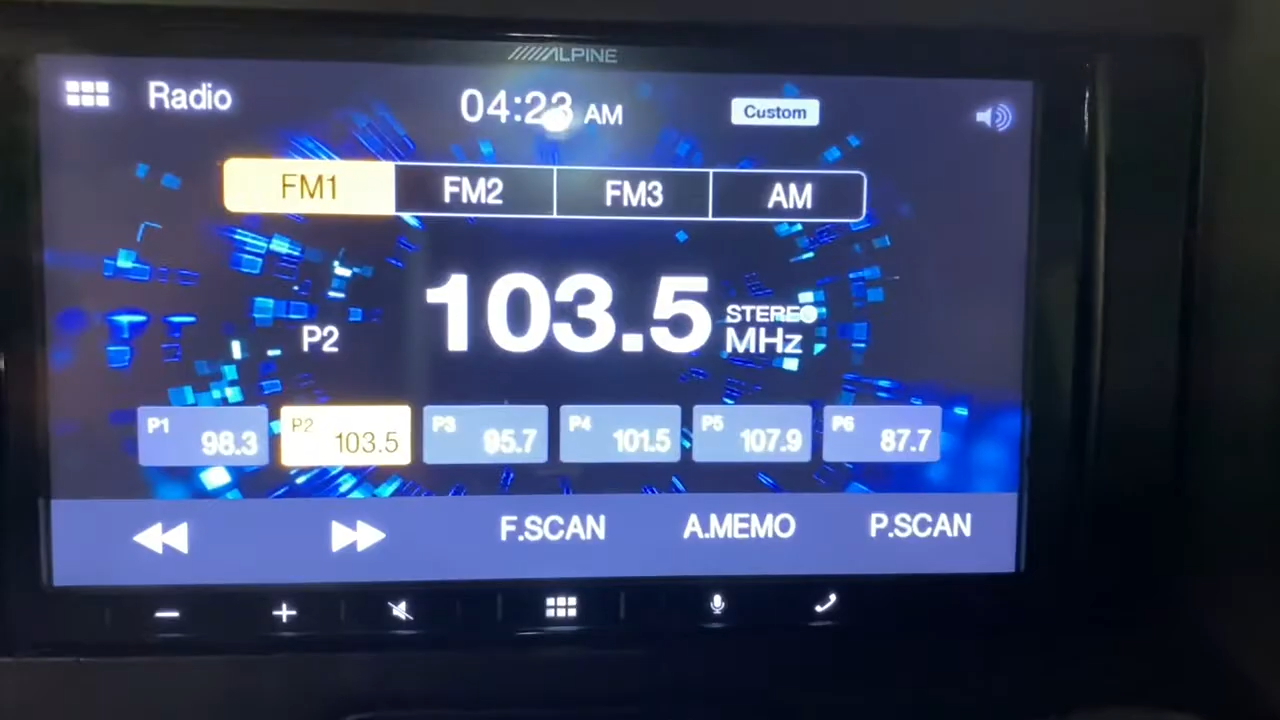 ALPINE
Radio 04:23 AM Custom
FM1 FM2 FM3 AM
P2 103.5 STEREO MHz
P1 98.3 P2 103.5 P3 95.7 P4 101.5 P5 107.9 P6 87.7
F.SCAN A.MEMO P.SCAN